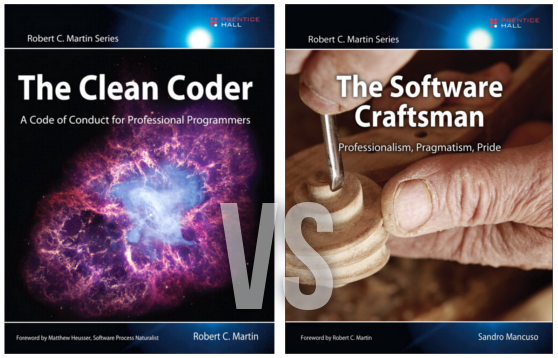 PRENTICE
HALL
Robert C. Martin Series
The Clean Coder
A Code of Conduct for Professional Programmers
Foreword by Matthew Heusser, Software Process Naturalist
Robert C. Martin
VS
PRENTICE
HALL
Robert C. Martin Series
The Software
Craftsman
Professionalism, Pragmatism, Pride
Foreword by Robert C. Martin
Sandro Mancuso